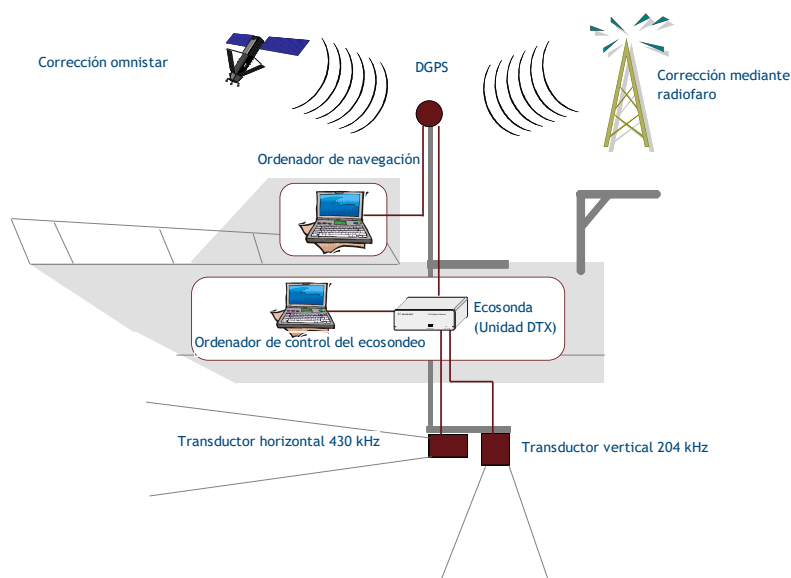 Corrección omnistar
DGPS
Corrección mediante
radiofaro
Ordenador de navegación
Ecosonda
(Unidad DTX)
Ordenador de control del ecosondeo
Transductor horizontal 430 kHz
Transductor vertical 204 kHz